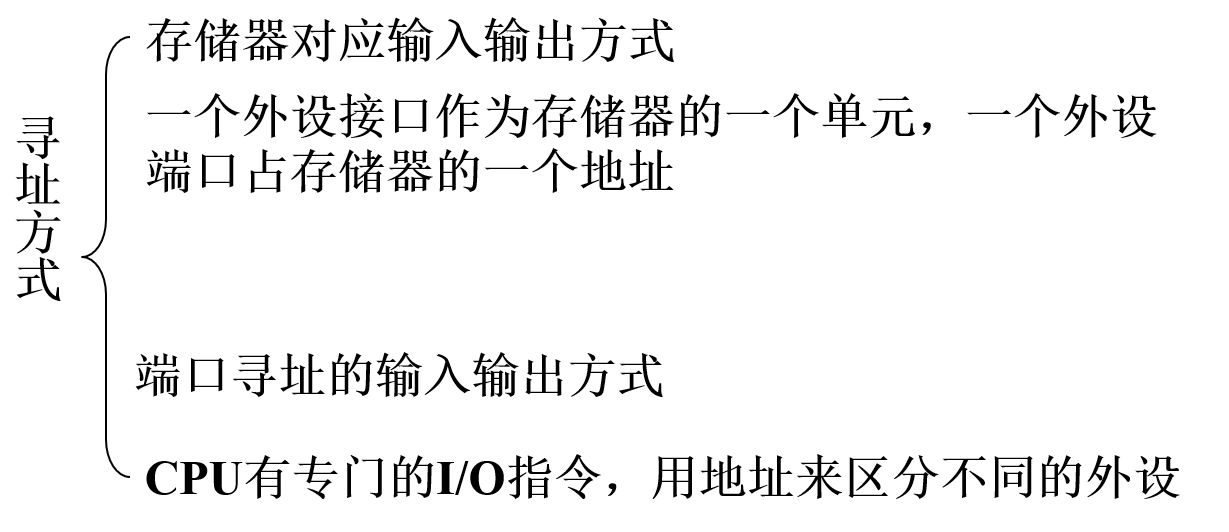 寻址方式
存储器对应输入输出方式
一个外设接口作为存储器的一个单元，一个外设
端口占存储器的一个地址
端口寻址的输入输出方式
CPU有专门的I/O指令，用地址来区分不同的外设